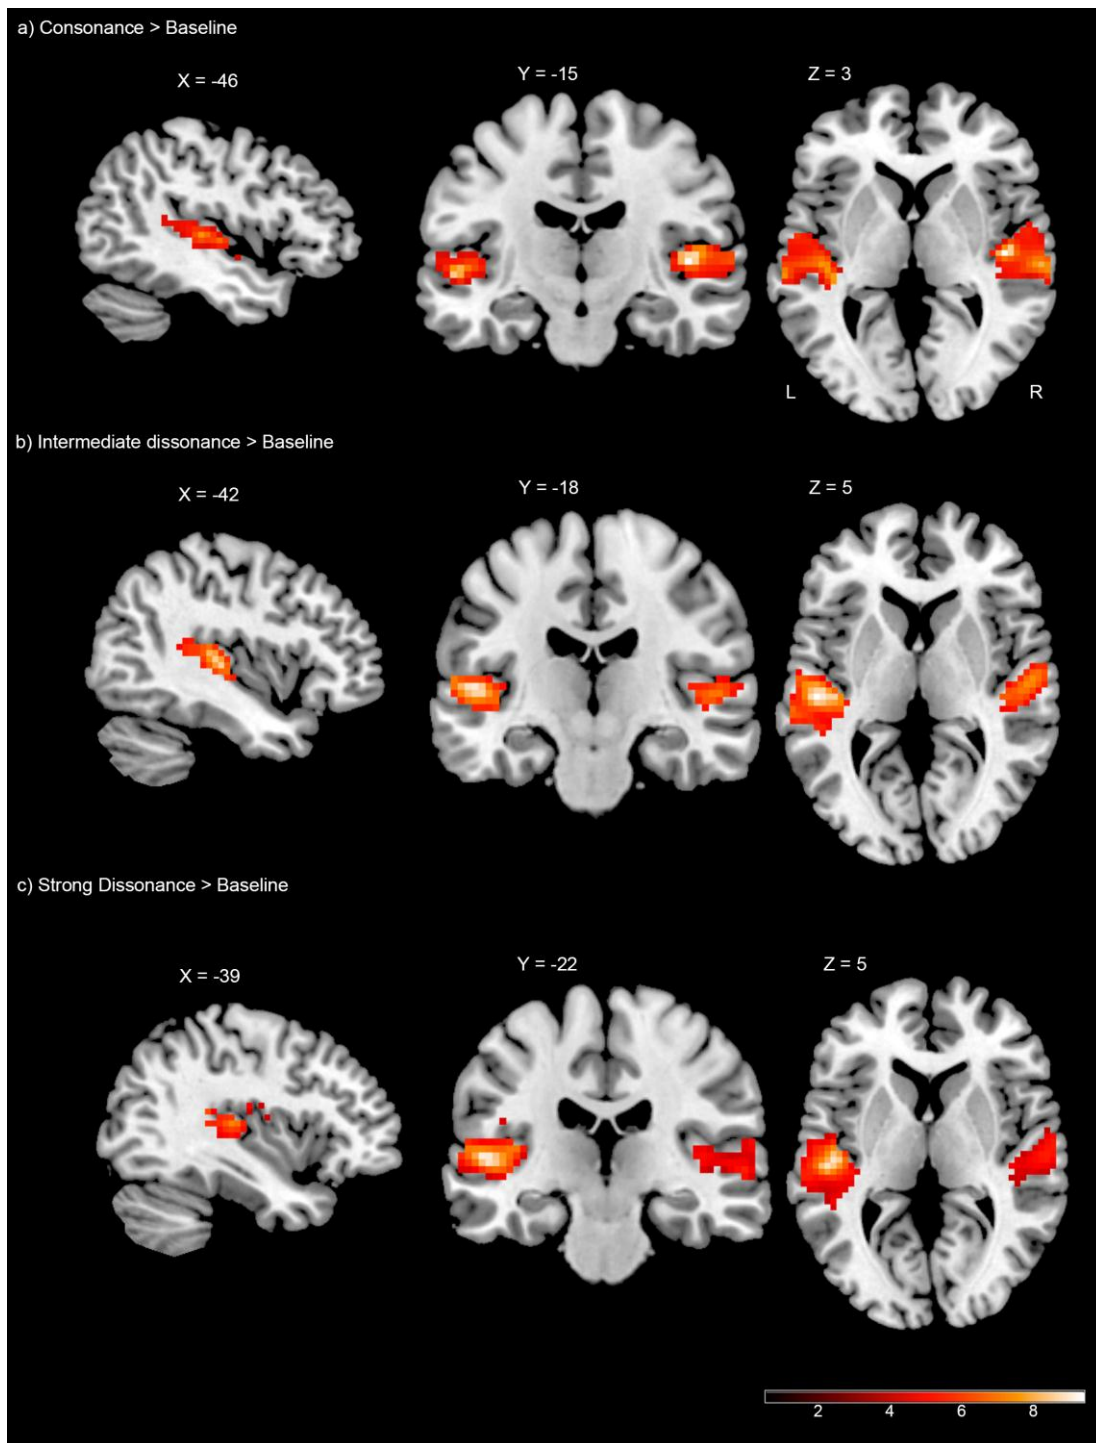 a) Consonance > Baseline
X = -46
Y = -15
Z = 3
L
R
b) Intermediate dissonance > Baseline
X = -42
Y = -18
Z = 5
c) Strong Dissonance > Baseline
X = -39
Y = -22
Z = 5
2 4 6 8